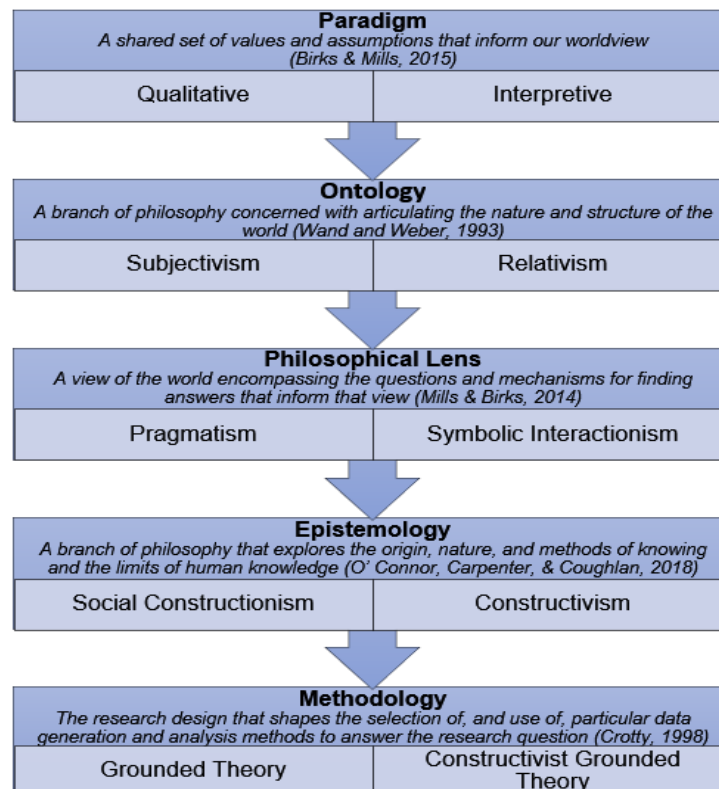 Paradigm
A shared set of values and assumptions that inform our worldview
(Birks & Mills, 2015)
Qualitative
Interpretive
Ontology
A branch of philosophy concerned with articulating the nature and structure of the
world (Wand and Weber, 1993)
Subjectivism
Relativism
Philosophical Lens
A view of the world encompassing the questions and mechanisms for finding
answers that inform that view (Mills & Birks, 2014)
Pragmatism
Symbolic Interactionism
Epistemology
A branch of philosophy that explores the origin, nature, and methods of knowing
and the limits of human knowledge (O’ Connor, Carpenter, & Coughlan, 2018)
Social Constructionism
Constructivism
Methodology
The research design that shapes the selection of, and use of, particular data
generation and analysis methods to answer the research question (Crotty, 1998)
Grounded Theory
Constructivist Grounded
Theory